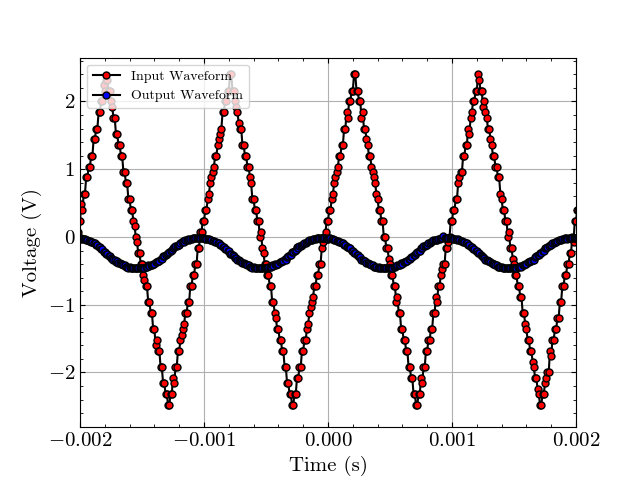 Input Waveform
Output Waveform
Voltage (V)
2
1
0
−1
−2
−0.002
−0.001
0.000
0.001
0.002
Time (s)